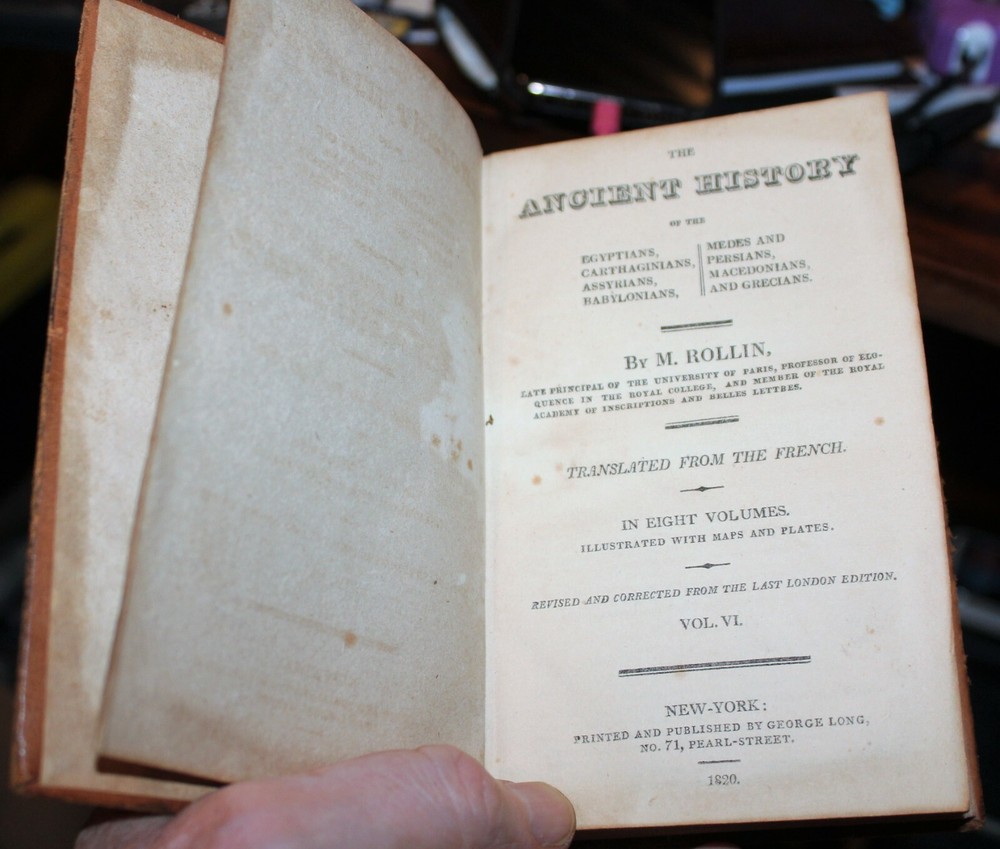 THE
ANCIENT HISTORY
OF THE
EGYPTIANS,
CARTHAGINIANS,
ASSYRIANS,
BABYLONIANS,
MEDES AND
PERSIANS,
MACEDONIANS,
AND GRECIANS.
BY M. ROLLIN,
LATE PRINCIPAL OF THE UNIVERSITY OF PARIS, PROFESSOR OF ELO-
QUENCE IN THE ROYAL COLLEGE, AND MEMBER OF THE ROYAL
ACADEMY OF INSCRIPTIONS AND BELLES LETTRES.
TRANSLATED FROM THE FRENCH.
IN EIGHT VOLUMES.
ILLUSTRATED WITH MAPS AND PLATES.
REVISED AND CORRECTED FROM THE LAST LONDON EDITION.
VOL. VI.
NEW-YORK:
PRINTED AND PUBLISHED BY GEORGE LONG,
NO. 71, PEARL-STREET.
1820.